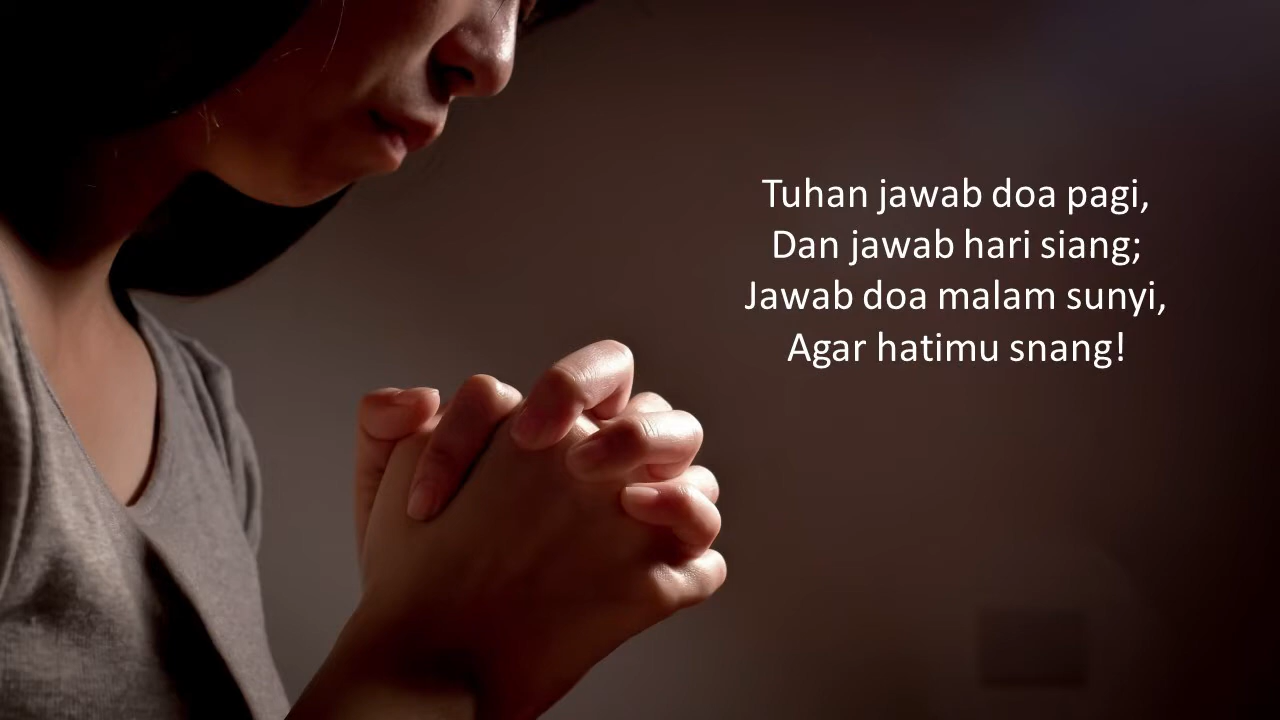 Tuhan jawab doa pagi,
Dan jawab hari siang;
Jawab doa malam sunyi,
Agar hatimu snang!